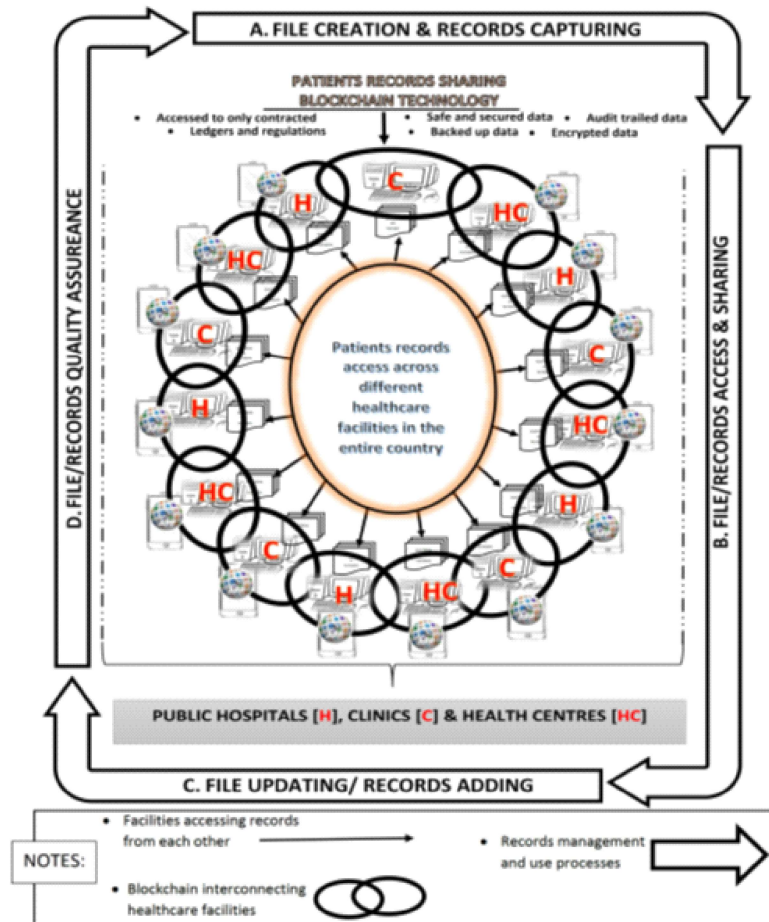 A. FILE CREATION & RECORDS CAPTURING
PATIENTS RECORDS SHARING
BLOCKCHAIN TECHNOLOGY
• Accessed to only contracted
• Ledgers and regulations
• Safe and secured data • Audit trailed data
• Backed up data • Encrypted data
C
HC
H
C
HC
H
C
HC
H
C
HC
H
C
HC
H
Patients records
access across
different
healthcare
facilities in the
entire country
B. FILE/RECORDS ACCESS & SHARING
D. FILE/RECORDS QUALITY ASSUREANCE
PUBLIC HOSPITALS [H], CLINICS [C] & HEALTH CENTRES [HC]
C. FILE UPDATING/ RECORDS ADDING
NOTES:
• Facilities accessing records
from each other
• Records management
and use processes
• Blockchain interconnecting
healthcare facilities